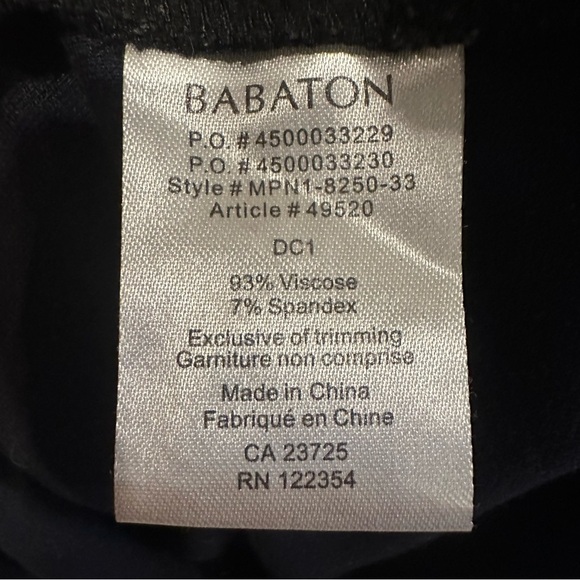 BABATON
P.O. # 4500033229
P.O. # 4500033230
Style # MPN1-8250-33
Article # 49520
DC1
93% Viscose
7% Spandex
Exclusive of trimming
Garniture non comprise
Made in China
Fabriqué en Chine
CA 23725
RN 122354